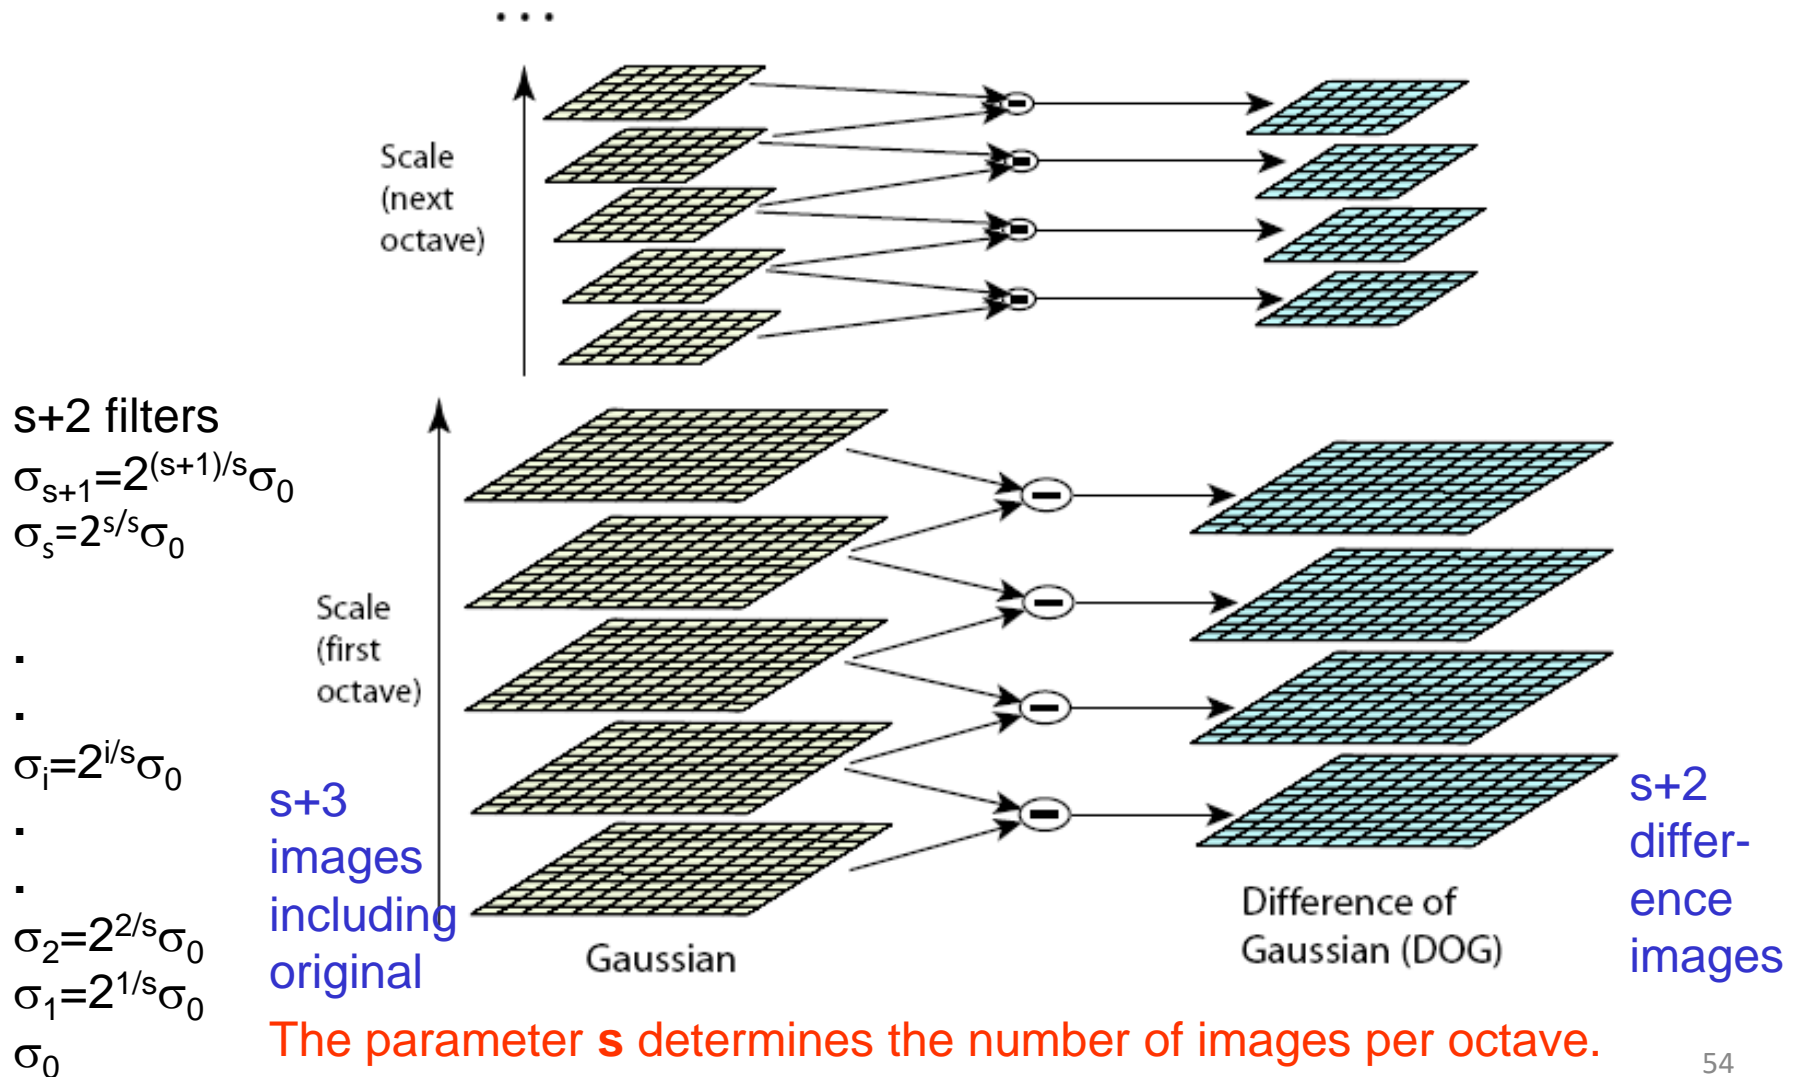 ...
Scale
(next
octave)
s+2 filters
σs+1=2(s+1)/sσ0
σs=2s/sσ0
.
.
σi=2i/sσ0
.
.
σ2=22/sσ0
σ1=21/sσ0
σ0
Scale
(first
octave)
s+3
images
including
original
Gaussian
Difference of
Gaussian (DOG)
s+2
differ-
ence
images
The parameter s determines the number of images per octave.
54